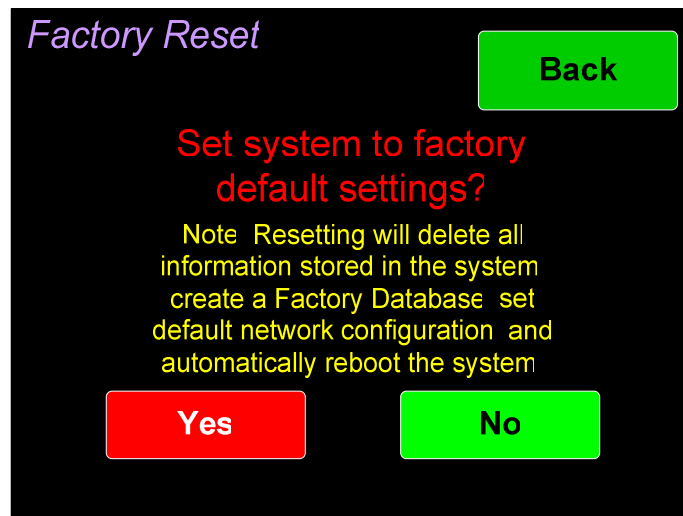 Factory Reset
Back
Set system to factory
default settings?
Note Resetting will delete all
information stored in the system
create a Factory Database set
default network configuration and
automatically reboot the system
Yes
No